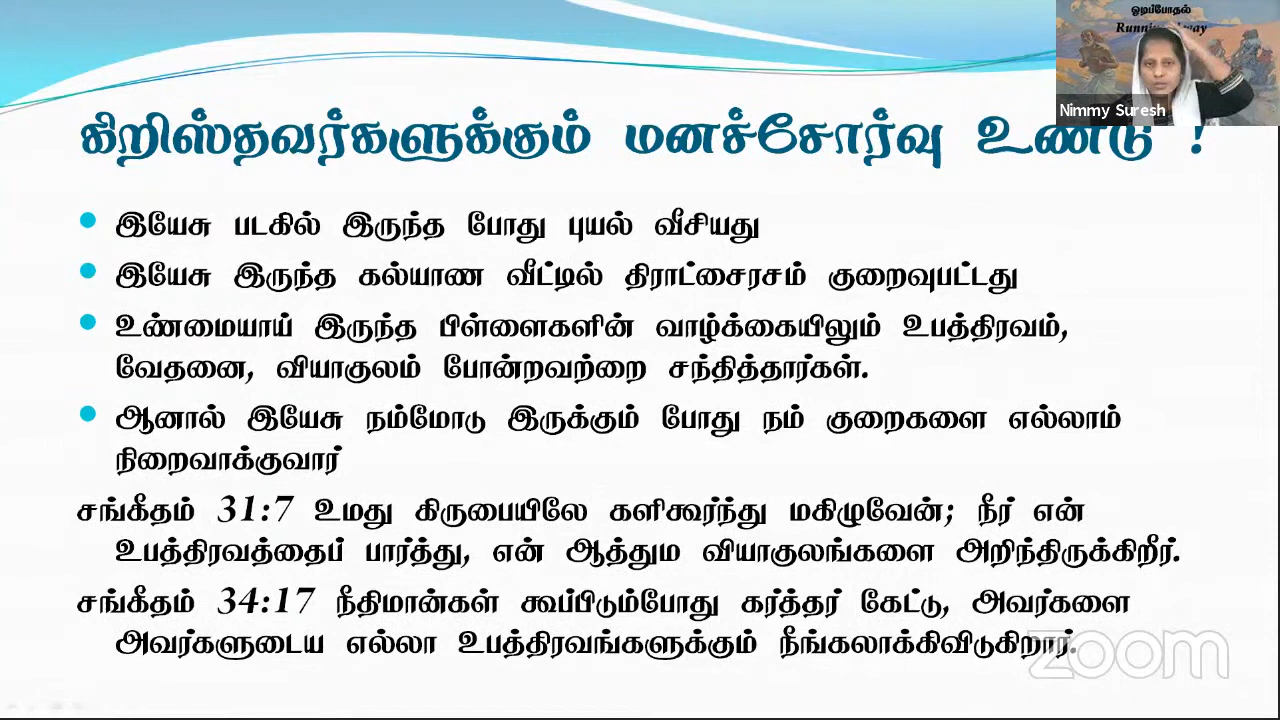 ஓடிப்போதல்
Nimmy Suresh
கிறிஸ்தவர்களுக்கும் மனச்சோர்வு உண்டு !
• இயேசு படகில் இருந்த போது புயல் வீசியது
• இயேசு இருந்த கல்யாண வீட்டில் திராட்சைரசம் குறைவுபட்டது
• உண்மையாய் இருந்த பிள்ளைகளின் வாழ்க்கையிலும் உபத்திரவம்,
வேதனை, வியாகுலம் போன்றவற்றை சந்தித்தார்கள்.
• ஆனால் இயேசு நம்மோடு இருக்கும் போது நம் குறைகளை எல்லாம்
நிறைவாக்குவார்
சங்கீதம் 31:7 உமது கிருபையிலே களிகூர்ந்து மகிழுவேன்; நீர் என்
உபத்திரவத்தைப் பார்த்து, என் ஆத்தும வியாகுலங்களை அறிந்திருக்கிறீர்.
சங்கீதம் 34:17 நீதிமான்கள் கூப்பிடும்போது கர்த்தர் கேட்டு, அவர்களை
அவர்களுடைய எல்லா உபத்திரவங்களுக்கும் நீங்கலாக்கிவிடுகிறார்.
zoom